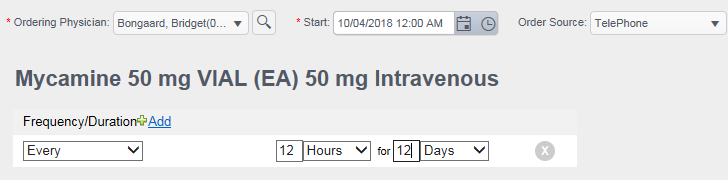 * Ordering Physician: Bongaard, Bridget(0... * Start: 10/04/2018 12:00 AM Order Source: TelePhone
Mycamine 50 mg VIAL (EA) 50 mg Intravenous
Frequency/Duration Add
Every 12 Hours for 12 Days X